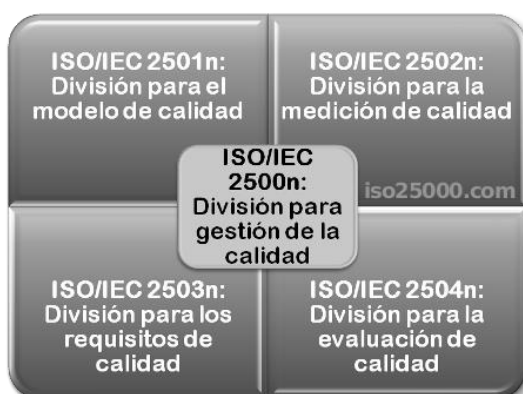 ISO/IEC 2501n:
División para el
modelo de calidad
ISO/IEC 2502n:
División para la
medición de calidad
ISO/IEC
2500n:
División para
gestión de la
calidad
iso25000.com
ISO/IEC 2503n:
División para los
requisitos de
calidad
ISO/IEC 2504n:
División para la
evaluación de
calidad